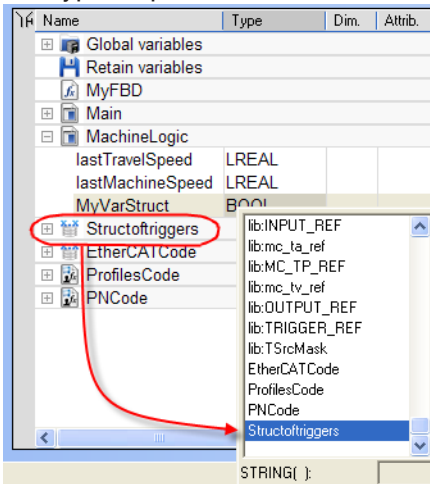 Name Type Dim. Attrib.
Global variables
Retain variables
MyFBD
Main
MachineLogic
lastTravelSpeed LREAL
lastMachineSpeed LREAL
MyVarStruct BOOL
Structoftriggers
EtherCATCode
ProfilesCode
PNCode
lib:INPUT_REF
lib:mc_ta_ref
lib:MC_TP_REF
lib:mc_tv_ref
lib:OUTPUT_REF
lib:TRIGGER_REF
lib:TSrcMask
EtherCATCode
ProfilesCode
PNCode
Structoftriggers
STRING( ):